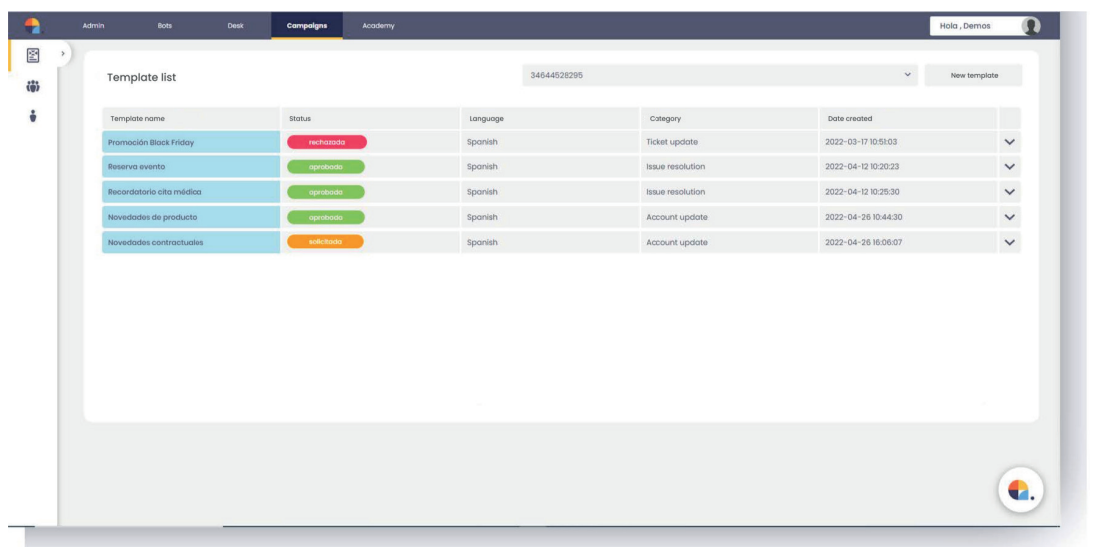 Admin Bots Desk Campaigns Academy Hola , Demos
Template list 34644528295 New template
Template name Status Language Category Date created
Promoción Black Friday rechazada Spanish Ticket update 2022-03-17 10:51:03
Reserva evento aprobado Spanish Issue resolution 2022-04-12 10:20:23
Recordatorio cita médica aprobado Spanish Issue resolution 2022-04-12 10:25:30
Novedades de producto aprobado Spanish Account update 2022-04-26 10:44:30
Novedades contractuales solicitada Spanish Account update 2022-04-26 16:06:07